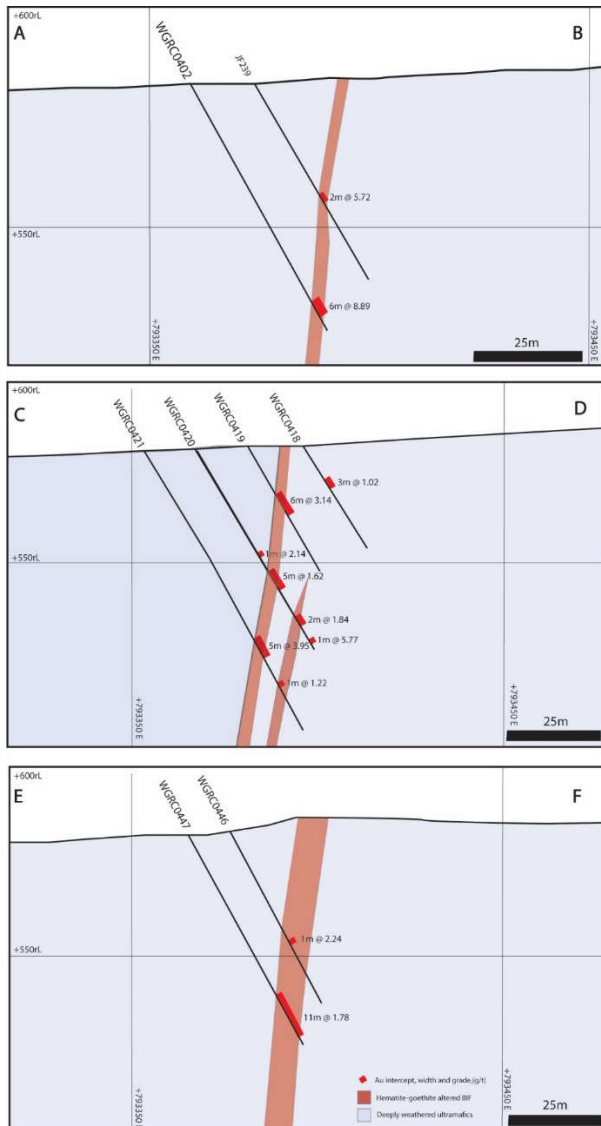 +600rL
A
B
WGRC0402
JF239
2m @ 5.72
+550rL
6m @ 8.89
+793350 E
+793450 E
25m
+600rL
C
D
WGRC0421
WGRC0420
WGRC0419
WGRC0418
3m @ 1.02
6m @ 3.14
+550rL
1m @ 2.14
5m @ 1.62
2m @ 1.84
1m @ 5.77
5m @ 3.95
1m @ 1.22
+793350 E
+793450 E
25m
+600rL
E
F
WGRC0447
WGRC0446
1m @ 2.24
+550rL
11m @ 1.78
Au intercept, width and grade,(g/t)
Hematite-goethite altered BIF
Deeply weathered ultramafics
+793350 E
+793450 E
25m